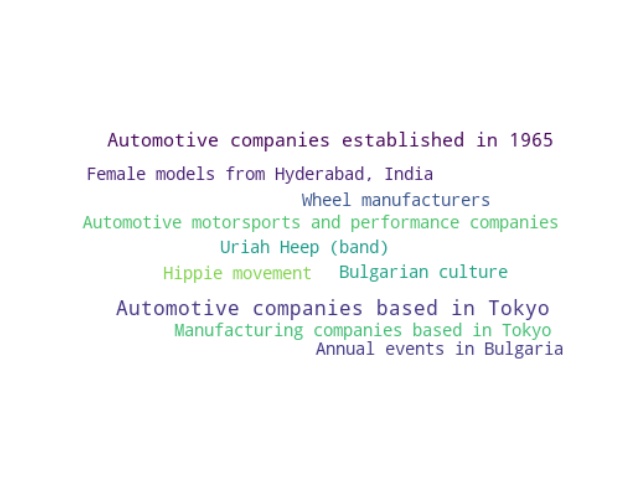 Automotive companies established in 1965
Female models from Hyderabad, India
Wheel manufacturers
Automotive motorsports and performance companies
Uriah Heep (band)
Hippie movement
Bulgarian culture
Automotive companies based in Tokyo
Manufacturing companies based in Tokyo
Annual events in Bulgaria